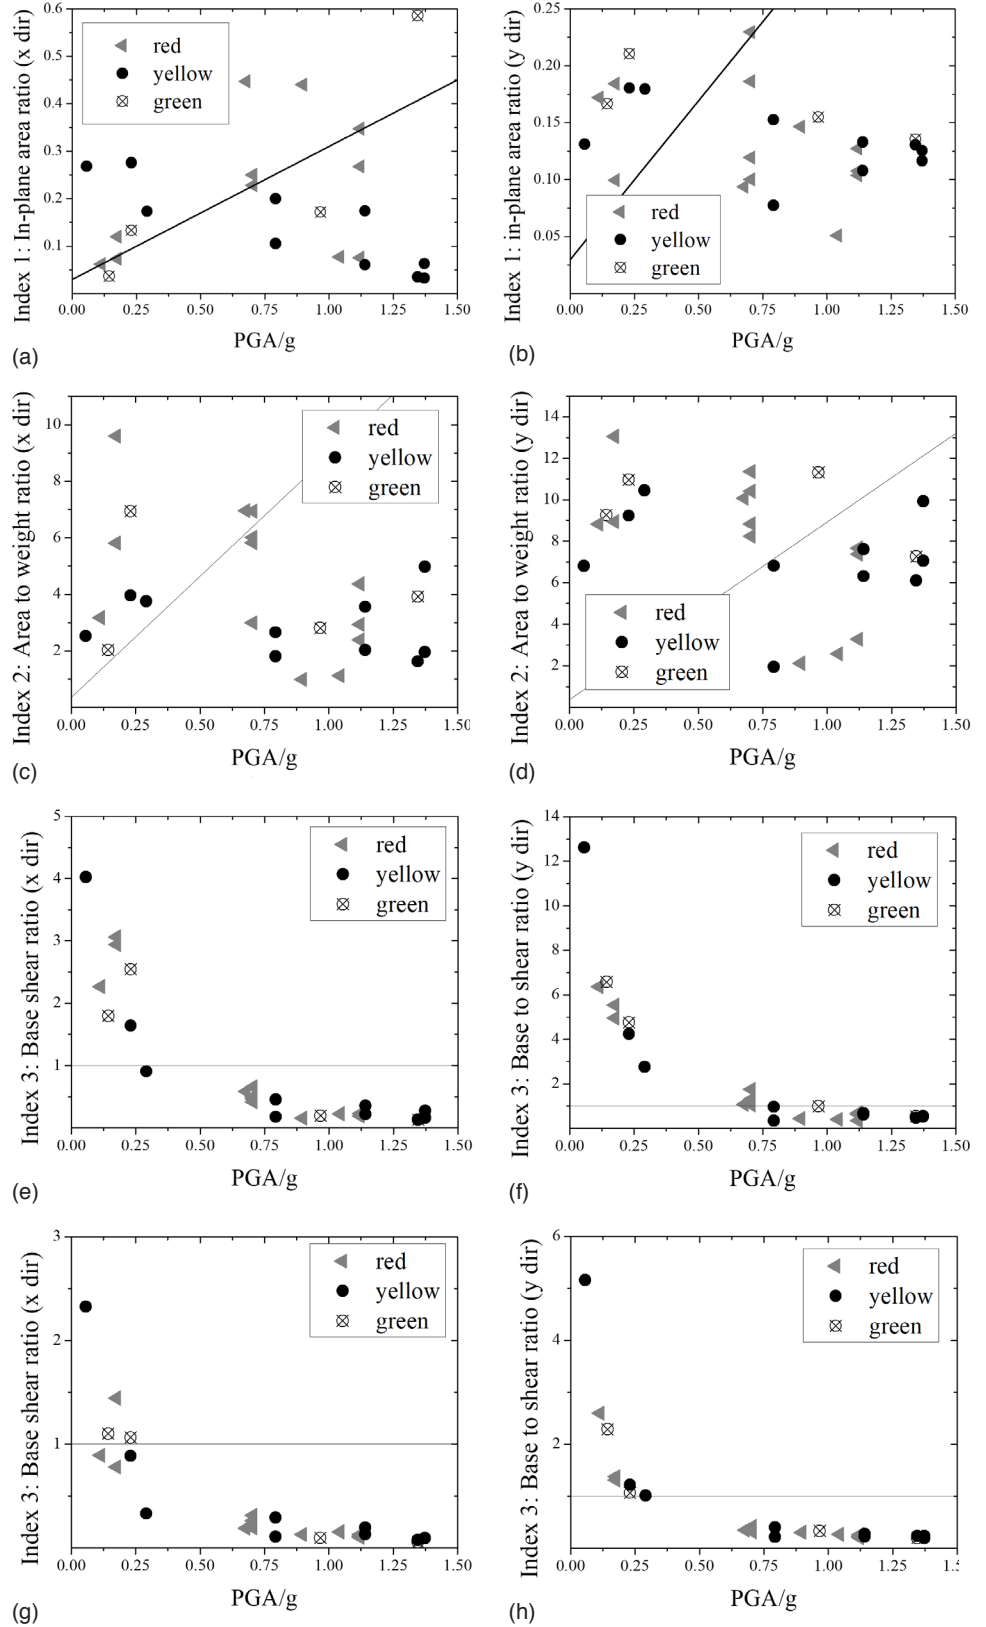 Index 1: In-plane area ratio (x dir)
0.6
0.5
0.4
0.3
0.2
0.1
red
yellow
green
0.00 0.25 0.50 0.75 1.00 1.25 1.50
PGA/g
(a)
Index 1: in-plane area ratio (y dir)
0.25
0.20
0.15
0.10
0.05
red
yellow
green
0.00 0.25 0.50 0.75 1.00 1.25 1.50
PGA/g
(b)
Index 2: Area to weight ratio (x dir)
10
8
6
4
2
red
yellow
green
0.00 0.25 0.50 0.75 1.00 1.25 1.50
PGA/g
(c)
Index 2: Area to weight ratio (y dir)
14
12
10
8
6
4
2
red
yellow
green
0.00 0.25 0.50 0.75 1.00 1.25 1.50
PGA/g
(d)
Index 3: Base shear ratio (x dir)
5
4
3
2
1
red
yellow
green
0.00 0.25 0.50 0.75 1.00 1.25 1.50
PGA/g
(e)
Index 3: Base to shear ratio (y dir)
14
12
10
8
6
4
2
red
yellow
green
0.00 0.25 0.50 0.75 1.00 1.25 1.50
PGA/g
(f)
Index 3: Base shear ratio (x dir)
3
2
1
red
yellow
green
0.00 0.25 0.50 0.75 1.00 1.25 1.50
PGA/g
(g)
Index 3: Base to shear ratio (y dir)
6
4
2
red
yellow
green
0.00 0.25 0.50 0.75 1.00 1.25 1.50
PGA/g
(h)